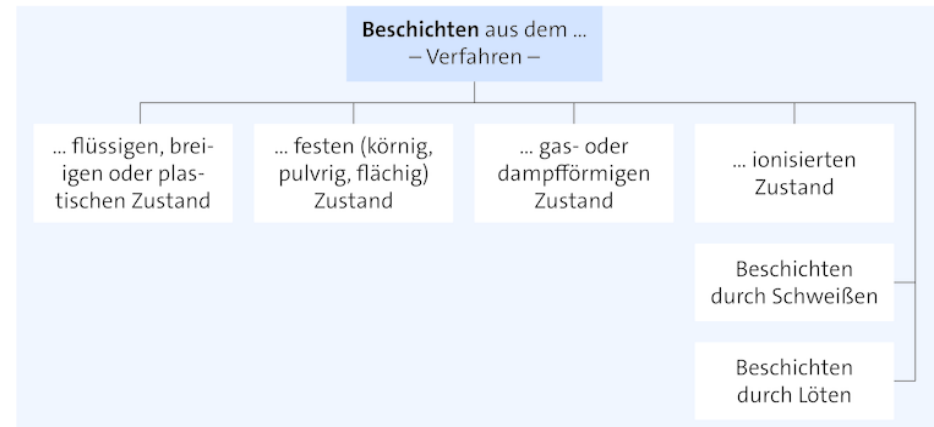 Beschichten aus dem ...
– Verfahren –
... flüssigen, brei-
igen oder plas-
tischen Zustand
... festen (körnig,
pulvrig, flächig)
Zustand
... gas- oder
dampfförmigen
Zustand
... ionisierten
Zustand
Beschichten
durch Schweißen
Beschichten
durch Löten